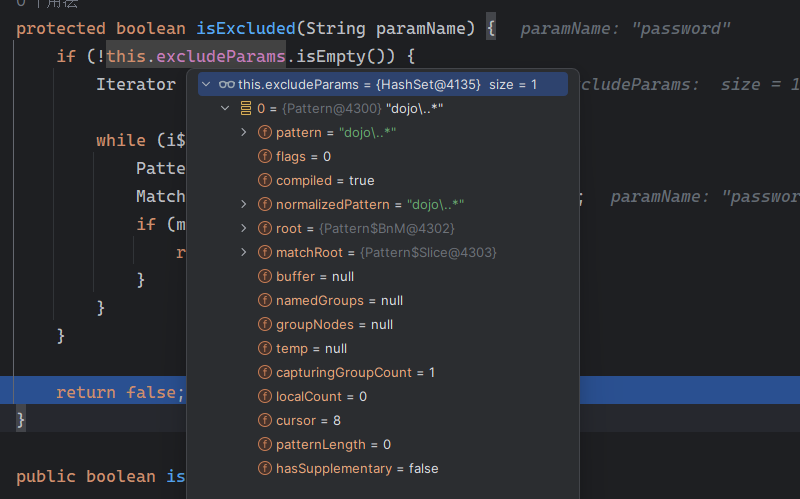 0 个用法
protected boolean isExcluded(String paramName) { paramName: "password"
if (!this.excludeParams.isEmpty()) {
Iterator cludeParams: size = 1
this.excludeParams = {HashSet@4135} size = 1
0 = {Pattern@4300} "dojo\..*"
while (i$
pattern = "dojo\..*"
Patte
flags = 0
compiled = true
Match ; paramName: "passwor
normalizedPattern = "dojo\..*"
if (m
root = {Pattern$BnM@4302}
r
matchRoot = {Pattern$Slice@4303}
}
buffer = null
}
namedGroups = null
groupNodes = null
}
temp = null
capturingGroupCount = 1
return false;
localCount = 0
}
cursor = 8
patternLength = 0
public boolean is
hasSupplementary = false